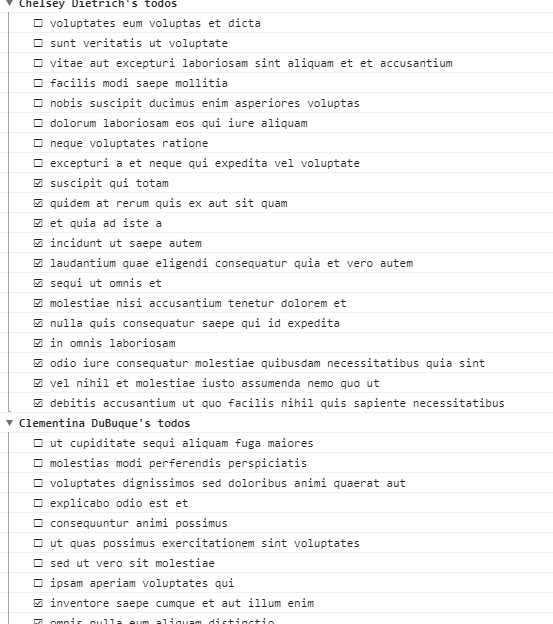 ▼ Chelsey Dietrich's todos
☐ voluptates eum voluptas et dicta
☐ sunt veritatis ut voluptate
☐ vitae aut excepturi laboriosam sint aliquam et et accusantium
☐ facilis modi saepe mollitia
☐ nobis suscipit ducimus enim asperiores voluptas
☐ dolorum laboriosam eos qui iure aliquam
☐ neque voluptates ratione
☐ excepturi a et neque qui expedita vel voluptate
☑ suscipit qui totam
☑ quidem at rerum quis ex aut sit quam
☑ et quia ad iste a
☑ incidunt ut saepe autem
☑ laudantium quae eligendi consequatur quia et vero autem
☑ sequi ut omnis et
☑ molestiae nisi accusantium tenetur dolorem et
☑ nulla quis consequatur saepe qui id expedita
☑ in omnis laboriosam
☑ odio iure consequatur molestiae quibusdam necessitatibus quia sint
☑ vel nihil et molestiae iusto assumenda nemo quo ut
☑ debitis accusantium ut quo facilis nihil quis sapiente necessitatibus
▼ Clementina DuBuque's todos
☐ ut cupiditate sequi aliquam fuga maiores
☐ molestias modi perferendis perspiciatis
☐ voluptates dignissimos sed doloribus animi quaerat aut
☐ explicabo odio est et
☐ consequuntur animi possimus
☐ ut quas possimus exercitationem sint voluptates
☐ sed ut vero sit molestiae
☐ ipsam aperiam voluptates qui
☑ inventore saepe cumque et aut illum enim
☑ omnis nulla eum aliquam distinctio